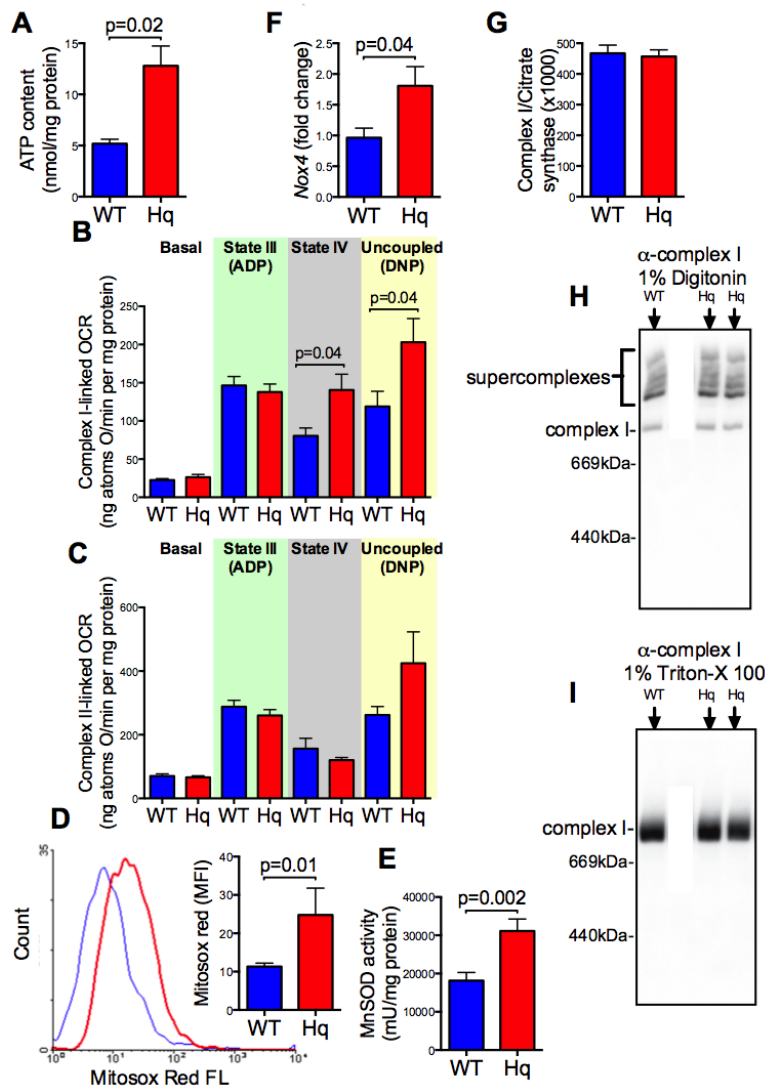 A
p=0.02
ATP content
(nmol/mg protein)
15
10
5
0
WT Hq
F
p=0.04
Nox4 (fold change)
2.5
2.0
1.5
1.0
0.5
0.0
WT Hq
G
Complex I/Citrate
synthase (x1000)
500
400
300
200
100
0
WT Hq
B
Basal State III State IV Uncoupled
(ADP) (DNP)
p=0.04
p=0.04
Complex I-linked OCR
(ng atoms O/min per mg protein)
250
200
150
100
50
0
WT Hq WT Hq WT Hq WT Hq
C
Basal State III State IV Uncoupled
(ADP) (DNP)
Complex II-linked OCR
(ng atoms O/min per mg protein)
600
400
200
0
WT Hq WT Hq WT Hq WT Hq
D
Count
0
10⁰ 10¹ 10² 10³ 10⁴
Mitosox Red FL
p=0.01
Mitosox red (MFI)
40
30
20
10
0
WT Hq
E
p=0.002
MnSOD activity
(mU/mg protein)
40000
30000
20000
10000
0
WT Hq
H
α-complex I
1% Digitonin
WT Hq Hq
supercomplexes
complex I-
669kDa-
440kDa-
I
α-complex I
1% Triton-X 100
WT Hq Hq
complex I-
669kDa-
440kDa-